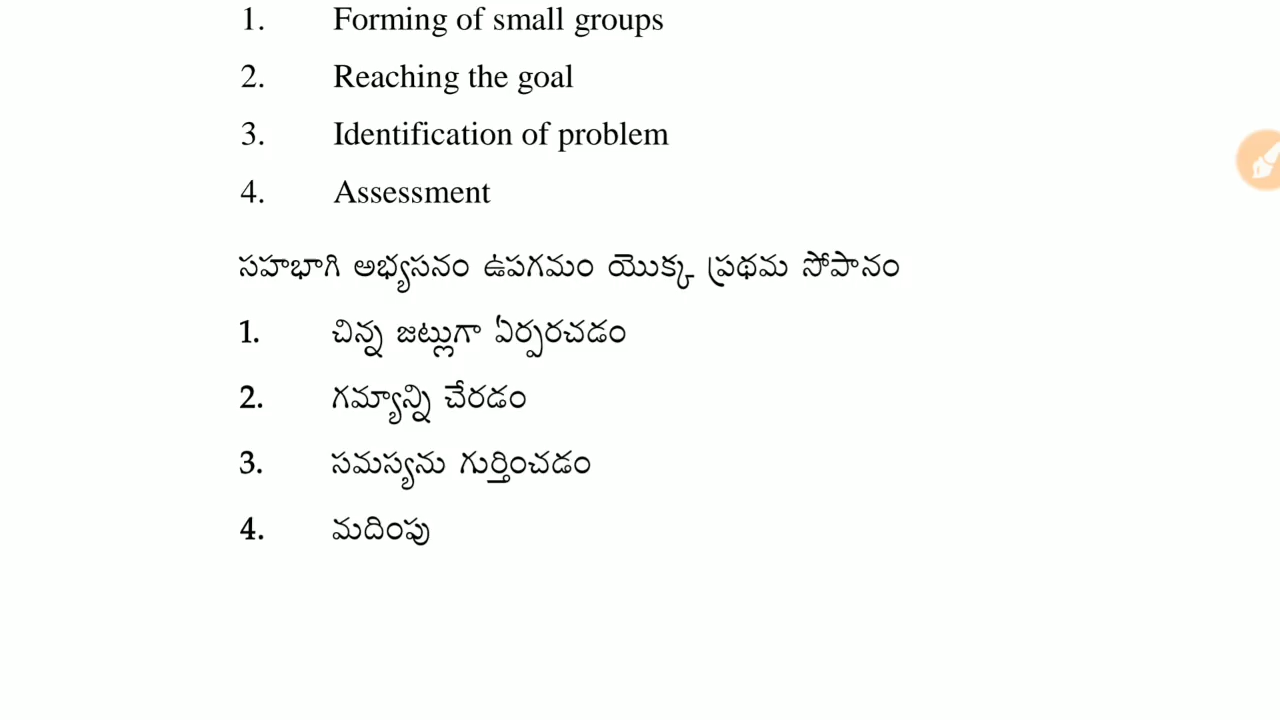 1. Forming of small groups
2. Reaching the goal
3. Identification of problem
4. Assessment
సహభాగి అభ్యసనం ఉపగమం యొక్క ప్రథమ సోపానం
1. చిన్న జట్లుగా ఏర్పరచడం
2. గమ్యాన్ని చేరడం
3. సమస్యను గుర్తించడం
4. మదింపు